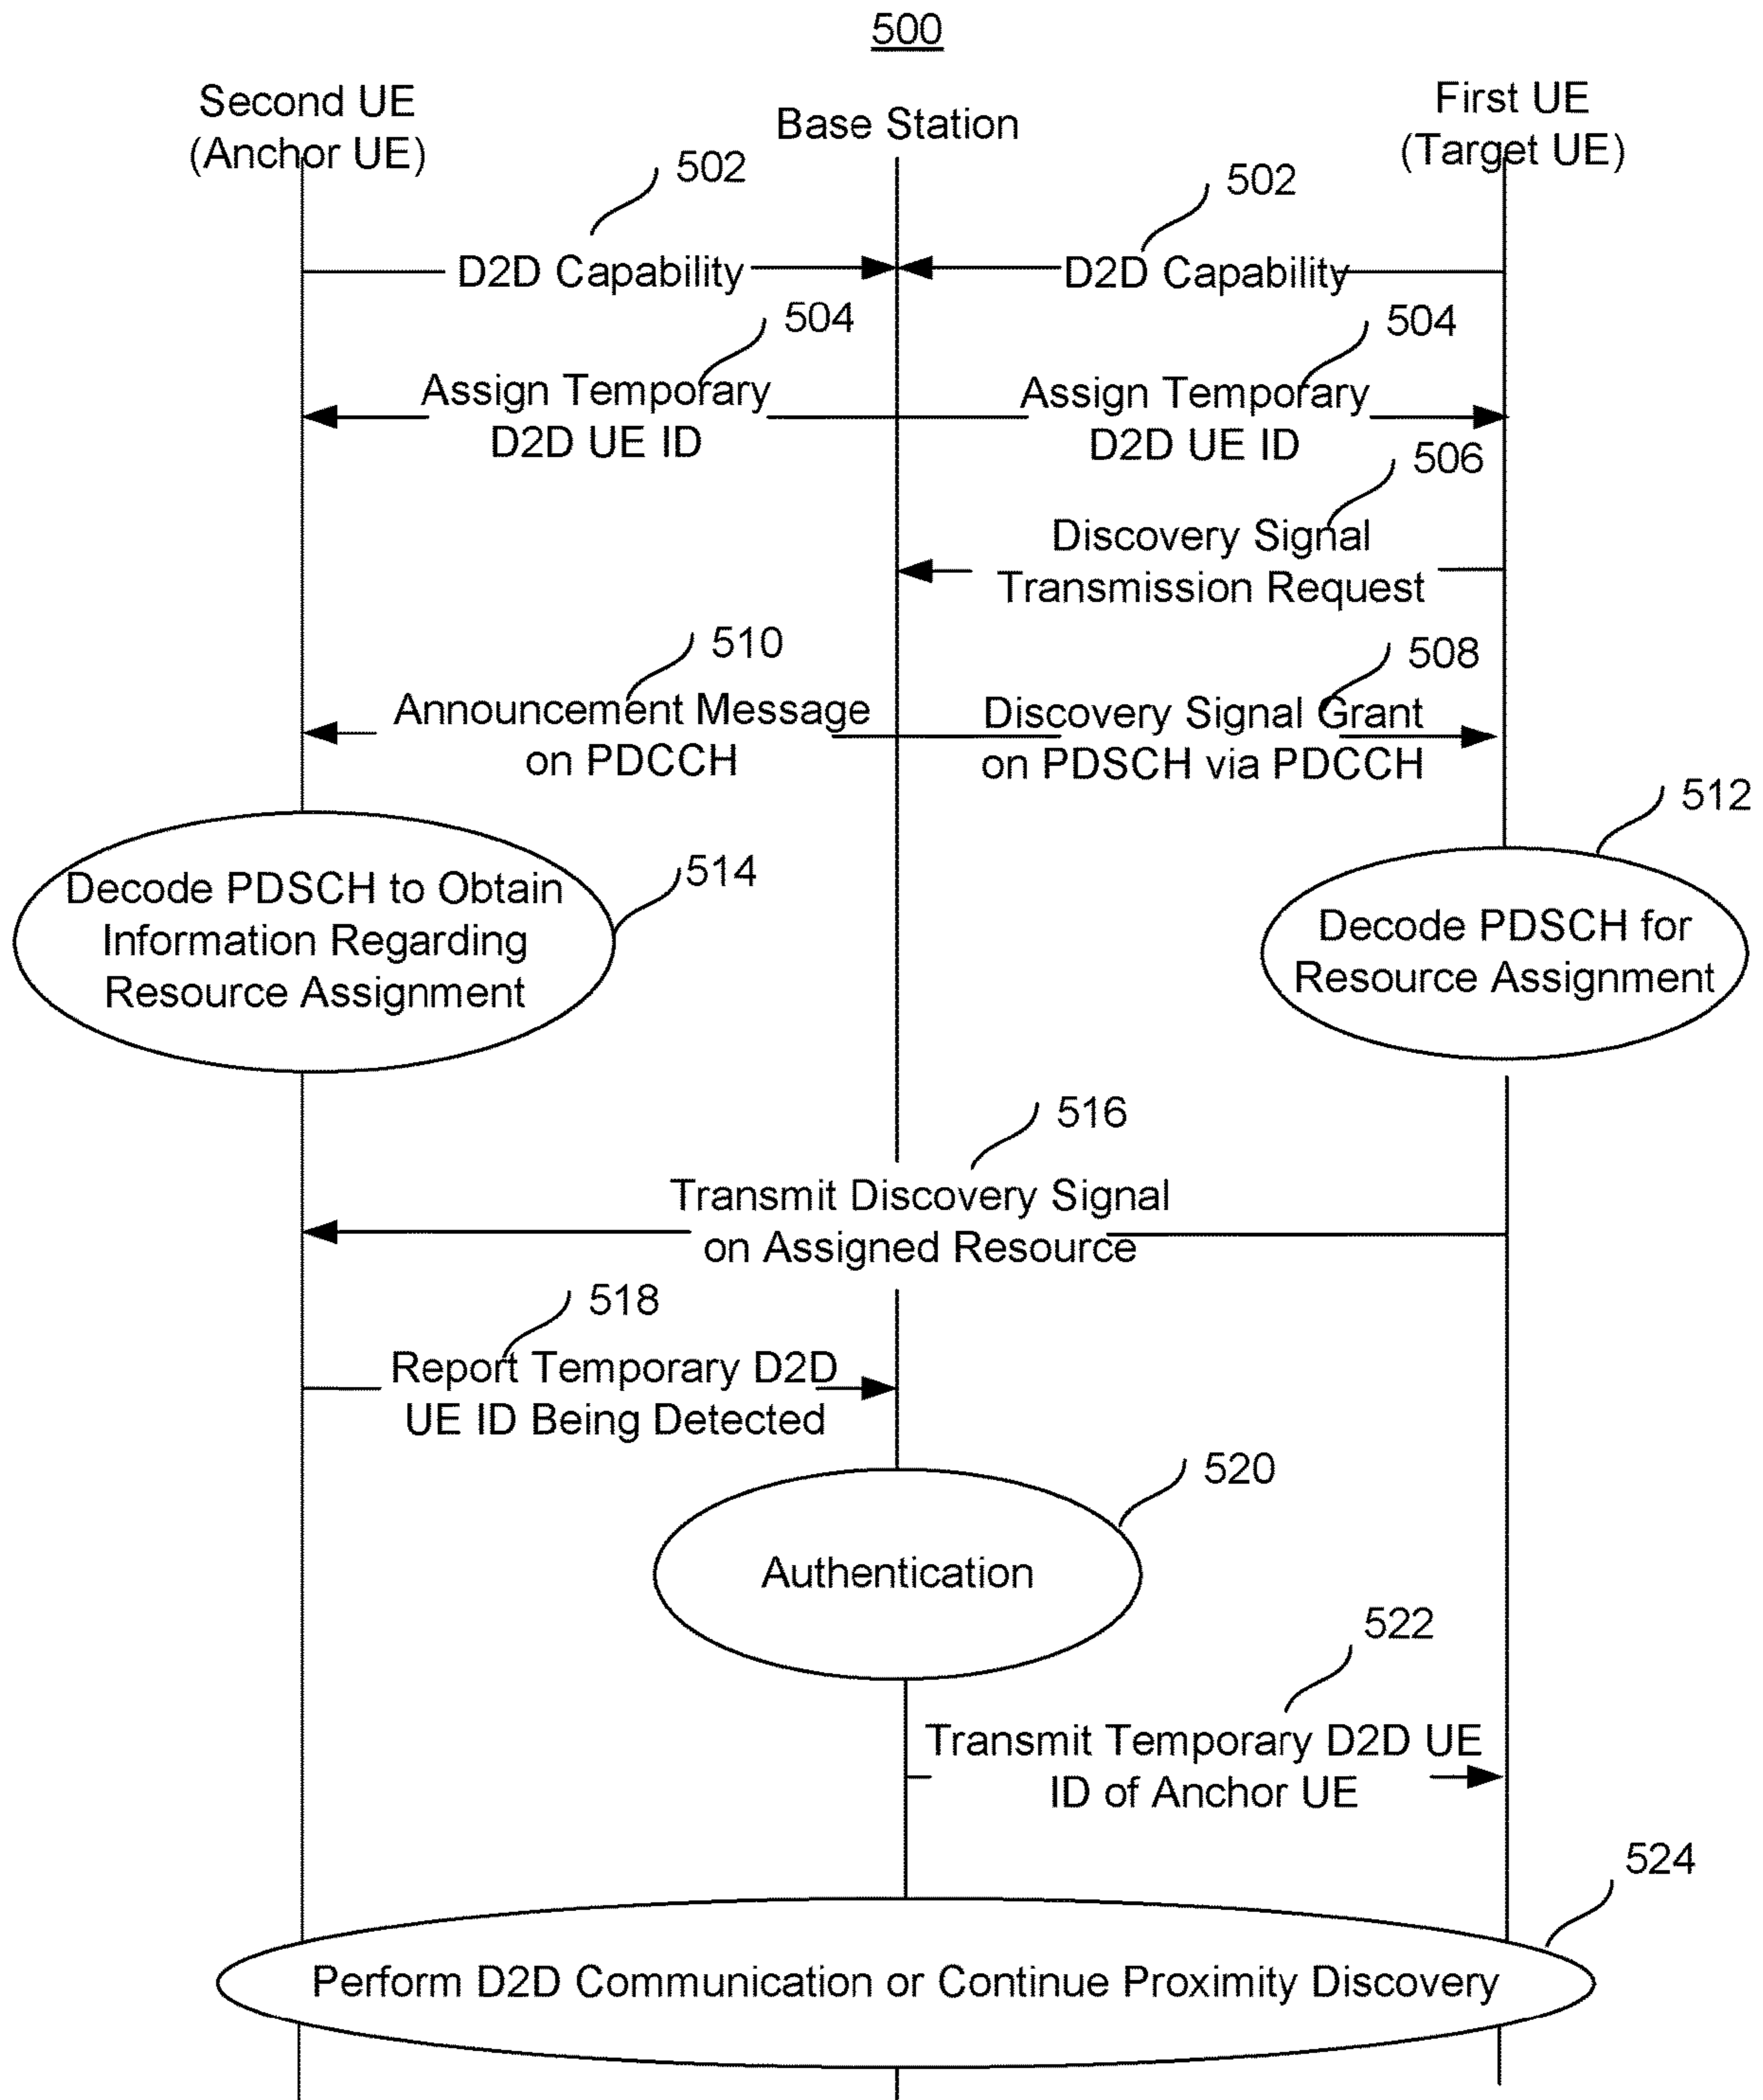 500
Second UE
(Anchor UE)
Base Station
First UE
(Target UE)
502
502
D2D Capability
D2D Capability
504
504
Assign Temporary
D2D UE ID
Assign Temporary
D2D UE ID
506
Discovery Signal
Transmission Request
510
508
Announcement Message
on PDCCH
Discovery Signal Grant
on PDSCH via PDCCH
512
514
Decode PDSCH to Obtain
Information Regarding
Resource Assignment
Decode PDSCH for
Resource Assignment
516
Transmit Discovery Signal
on Assigned Resource
518
Report Temporary D2D
UE ID Being Detected
520
Authentication
522
Transmit Temporary D2D UE
ID of Anchor UE
524
Perform D2D Communication or Continue Proximity Discovery